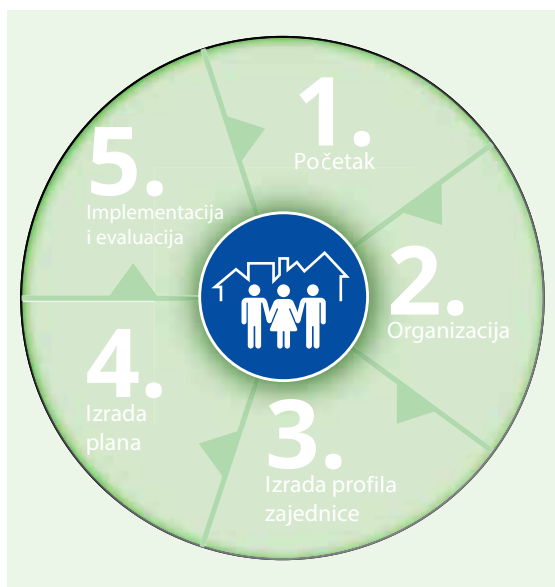 1.
Početak
2.
Organizacija
3.
Izrada profila
zajednice
4.
Izrada
plana
5.
Implementacija
i evaluacija